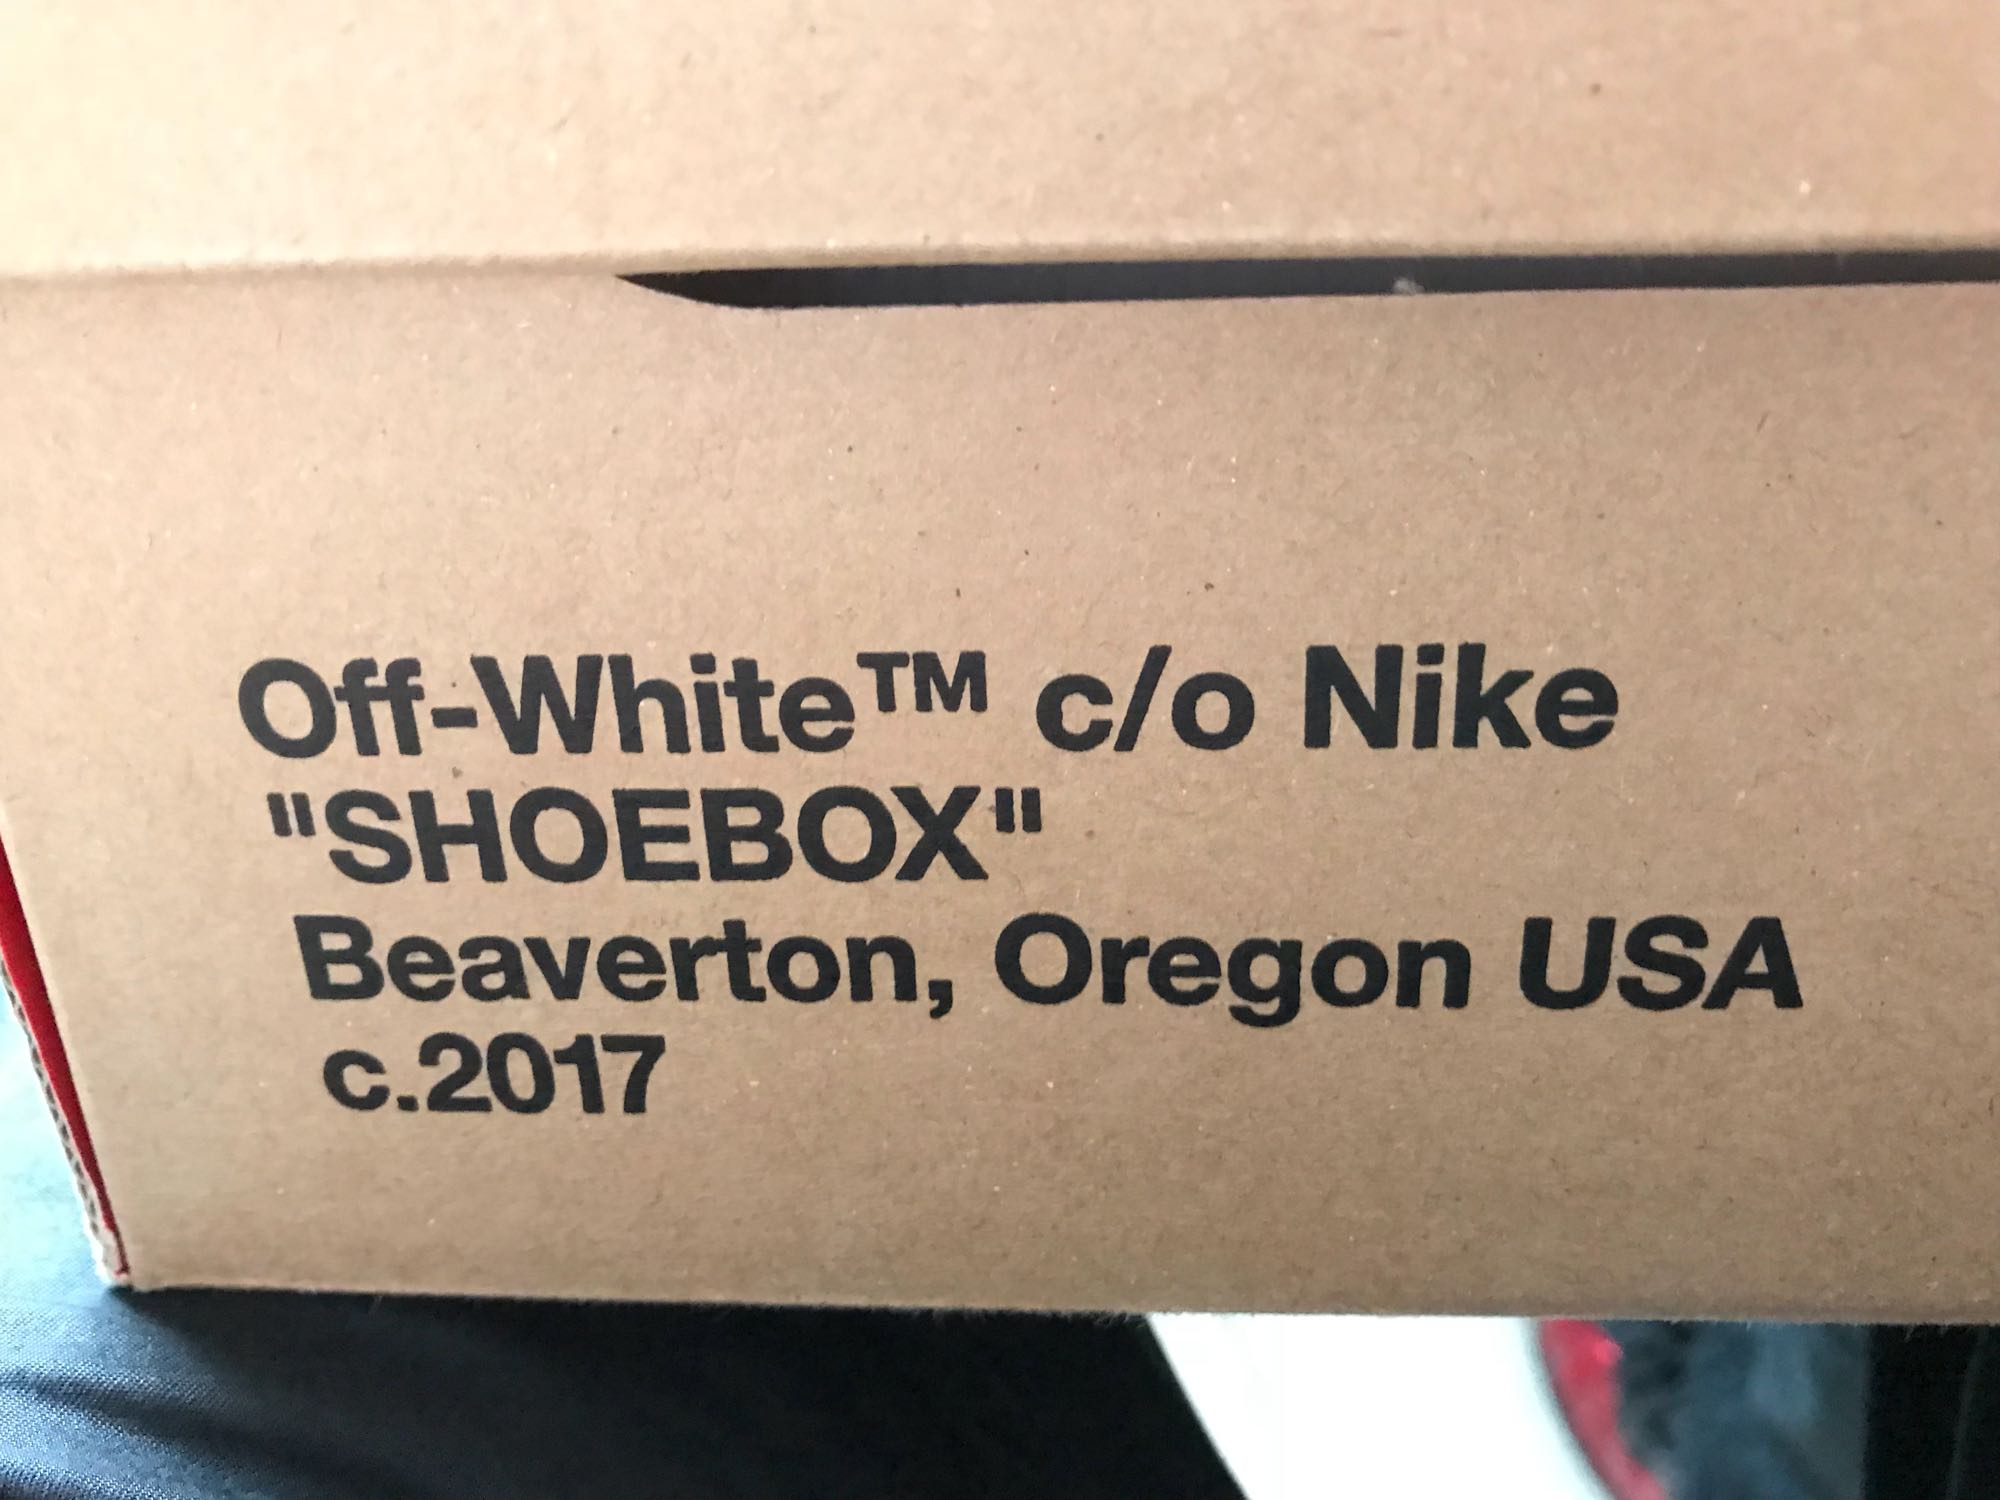 Off-White™ c/o Nike
"SHOEBOX"
Beaverton, Oregon USA
c.2017